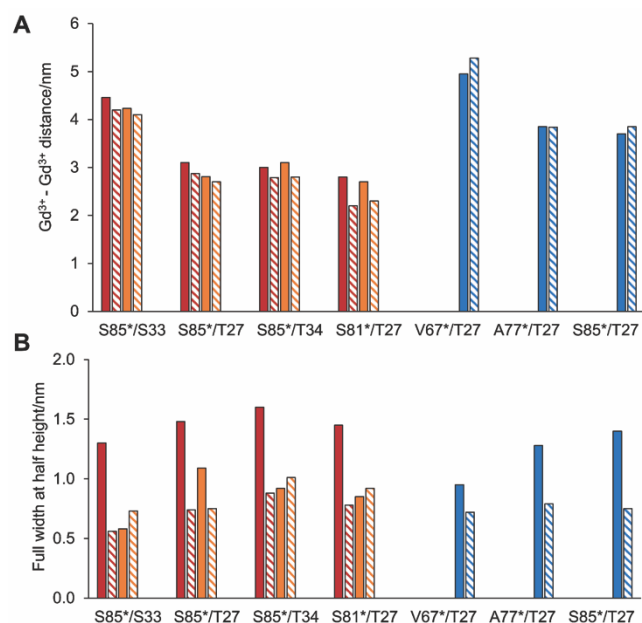 A
Gd³⁺ - Gd³⁺ distance/nm
6
5
4
3
2
1
0
S85*/S33 S85*/T27 S85*/T34 S81*/T27 V67*/T27 A77*/T27 S85*/T27
B
Full width at half height/nm
2.0
1.5
1.0
0.5
0.0
S85*/S33 S85*/T27 S85*/T34 S81*/T27 V67*/T27 A77*/T27 S85*/T27